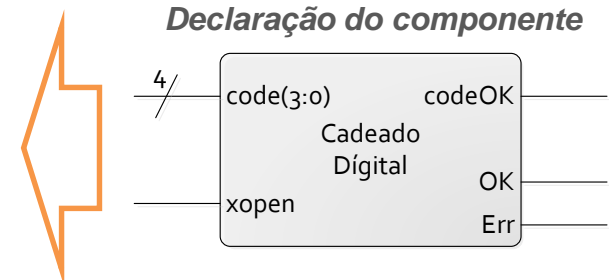 Declaração do componente
4
code(3:0) codeOK
Cadeado
Dígital
OK
xopen
Err